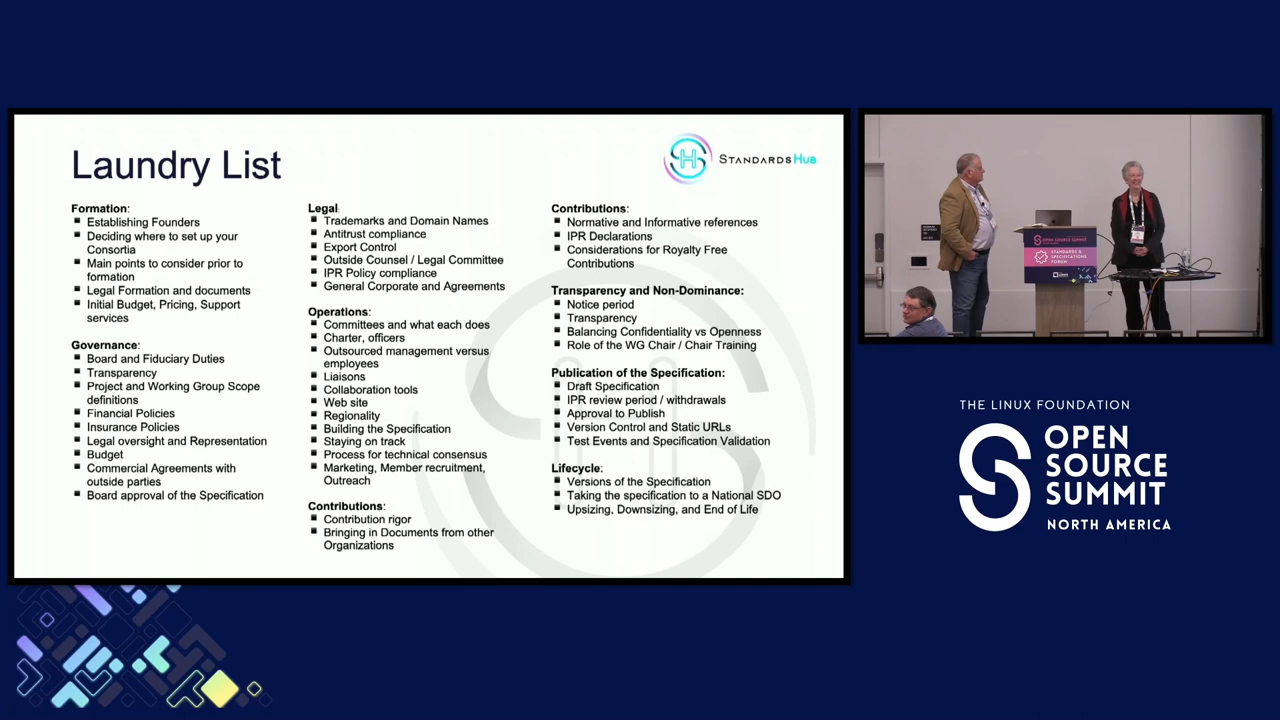 Laundry List
STANDARDSHUB
Formation:
Establishing Founders
Deciding where to set up your
Consortia
Main points to consider prior to
formation
Legal Formation and documents
Initial Budget, Pricing, Support
services
Governance:
Board and Fiduciary Duties
Transparency
Project and Working Group Scope
definitions
Financial Policies
Insurance Policies
Legal oversight and Representation
Budget
Commercial Agreements with
outside parties
Board approval of the Specification
Legal
Trademarks and Domain Names
Antitrust compliance
Export Control
Outside Counsel / Legal Committee
IPR Policy compliance
General Corporate and Agreements
Operations:
Committees and what each does
Charter, officers
Outsourced management versus
employees
Liaisons
Collaboration tools
Web site
Regionality
Building the Specification
Staying on track
Process for technical consensus
Marketing, Member recruitment,
Outreach
Contributions:
Contribution rigor
Bringing in Documents from other
Organizations
Contributions:
Normative and Informative references
IPR Declarations
Considerations for Royalty Free
Contributions
Transparency and Non-Dominance:
Notice period
Transparency
Balancing Confidentiality vs Openness
Role of the WG Chair / Chair Training
Publication of the Specification:
Draft Specification
IPR review period / withdrawals
Approval to Publish
Version Control and Static URLs
Test Events and Specification Validation
Lifecycle:
Versions of the Specification
Taking the specification to a National SDO
Upsizing, Downsizing, and End of Life
OPEN SOURCE SUMMIT
STANDARDS &
SPECIFICATIONS
FORUM
THE LINUX FOUNDATION
OPEN
SOURCE
SUMMIT
NORTH AMERICA